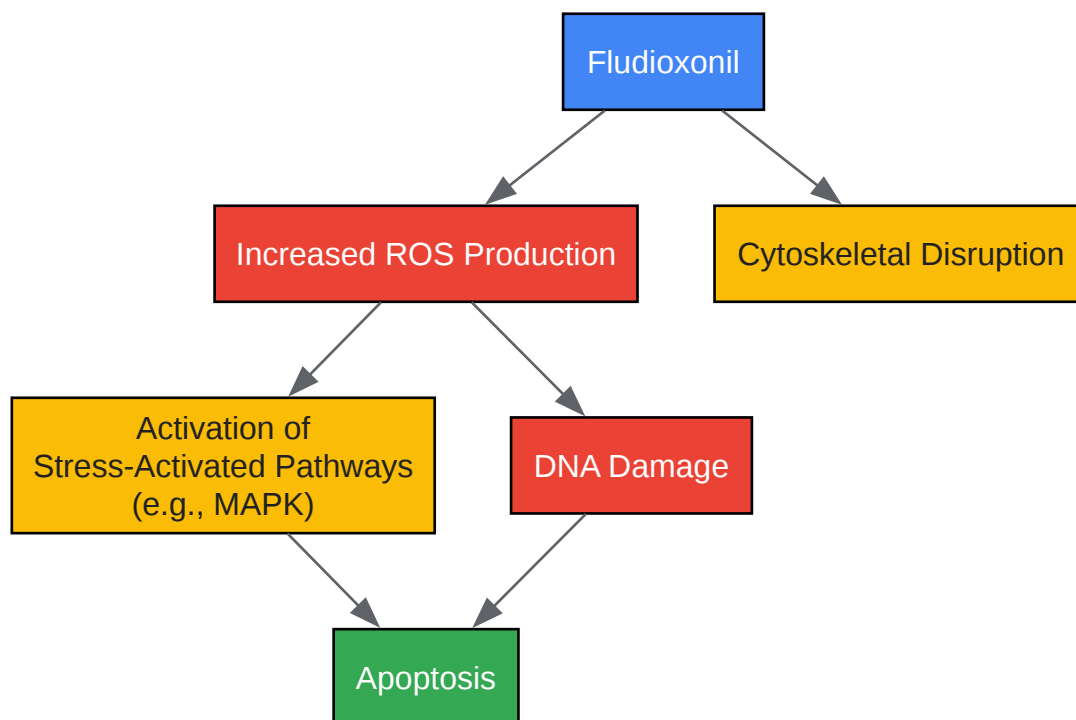 Fludioxonil
Increased ROS Production
Cytoskeletal Disruption
Activation of
Stress-Activated Pathways
(e.g., MAPK)
DNA Damage
Apoptosis